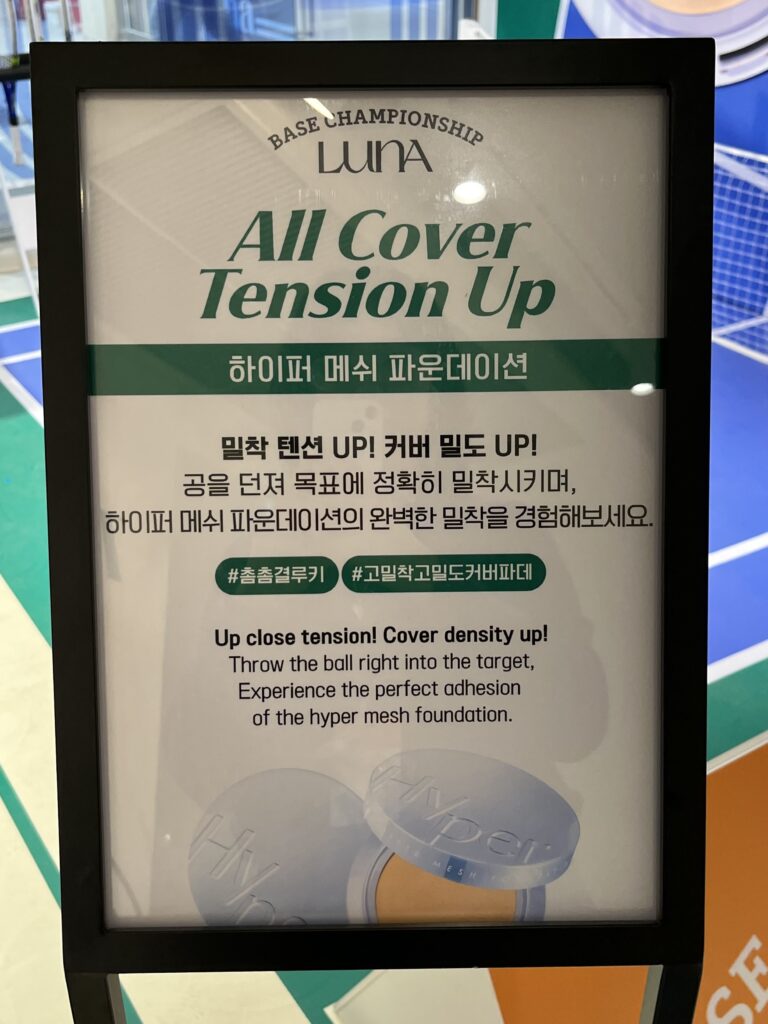 BASE CHAMPIONSHIP
LUNA
All Cover
Tension Up
하이퍼 메쉬 파운데이션
밀착 텐션 UP! 커버 밀도 UP!
공을 던져 목표에 정확히 밀착시키며,
하이퍼 메쉬 파운데이션의 완벽한 밀착을 경험해보세요.
#촘촘결루키 #고밀착고밀도커버파데
Up close tension! Cover density up!
Throw the ball right into the target,
Experience the perfect adhesion
of the hyper mesh foundation.
Hyper
Hyper
MESH